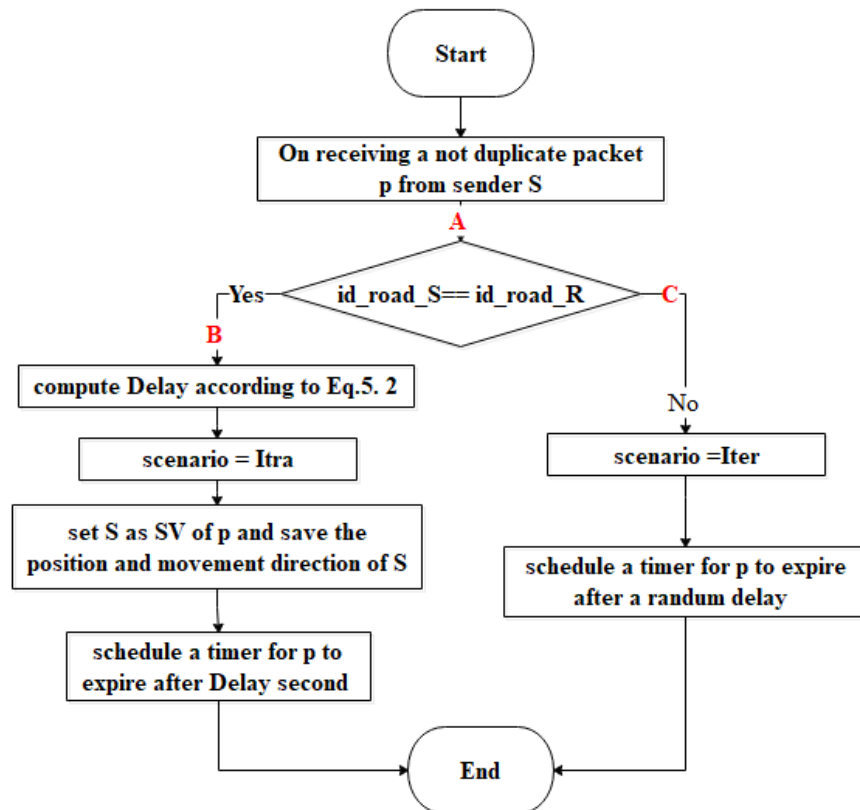 Start
On receiving a not duplicate packet
p from sender S
A
id_road_S== id_road_R
Yes
C
B
compute Delay according to Eq.5. 2
No
scenario = Itra
scenario =Iter
set S as SV of p and save the
position and movement direction of S
schedule a timer for p to expire
after a randum delay
schedule a timer for p to
expire after Delay second
End